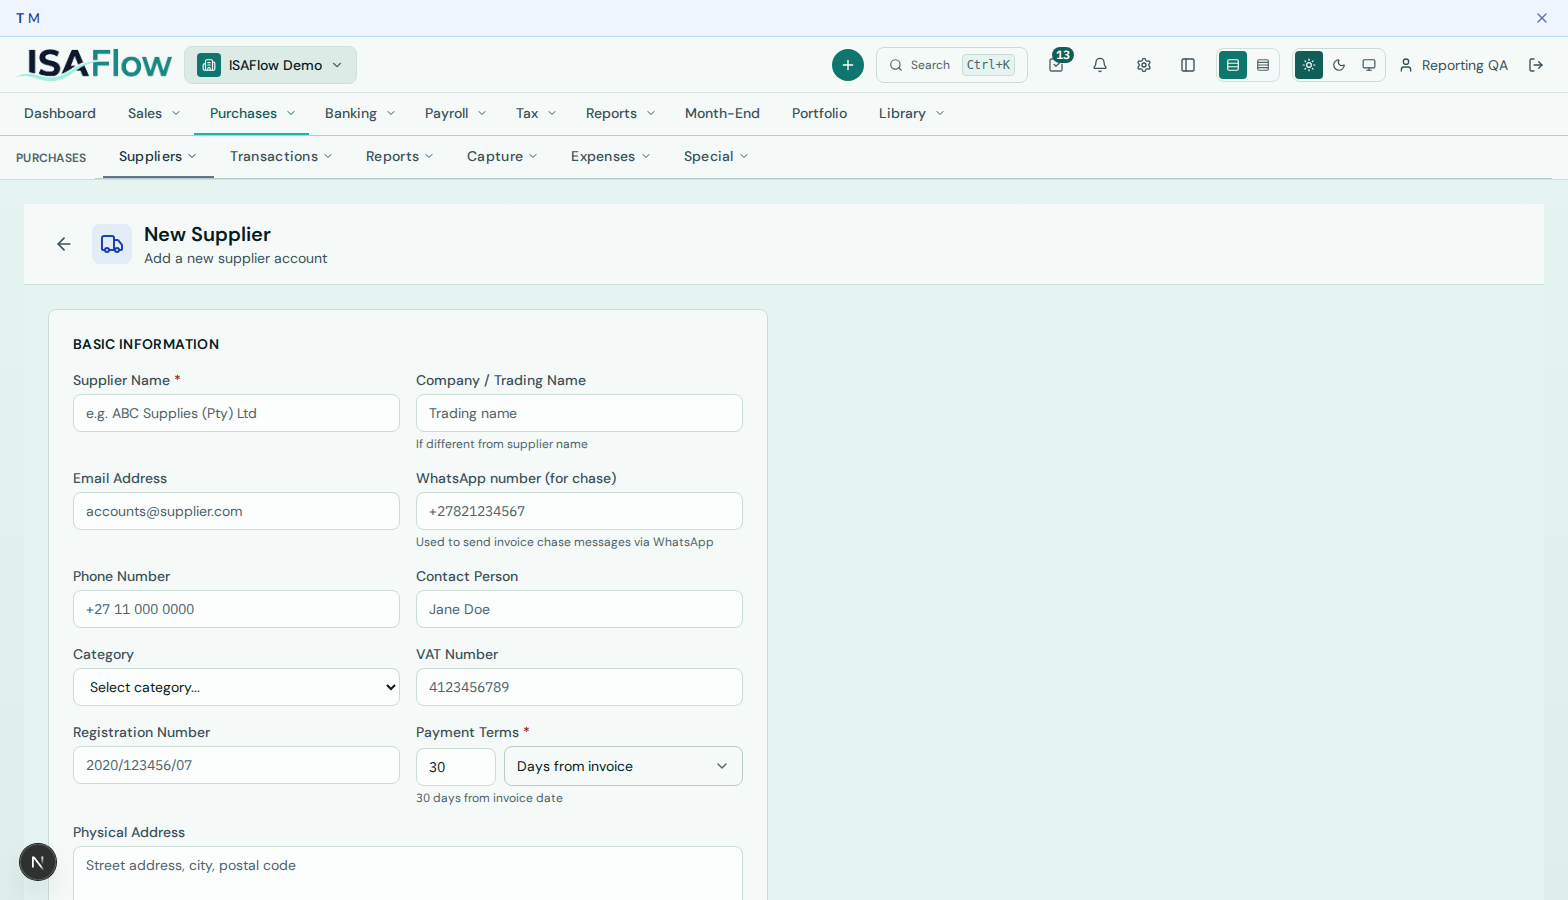 T M
ISAFlow
ISAFlow Demo
Search Ctrl+K
13
Reporting QA
Dashboard Sales Purchases Banking Payroll Tax Reports Month-End Portfolio Library
PURCHASES Suppliers Transactions Reports Capture Expenses Special
New Supplier
Add a new supplier account
BASIC INFORMATION
Supplier Name * Company / Trading Name
e.g. ABC Supplies (Pty) Ltd Trading name
If different from supplier name
Email Address WhatsApp number (for chase)
accounts@supplier.com +27821234567
Used to send invoice chase messages via WhatsApp
Phone Number Contact Person
+27 11 000 0000 Jane Doe
Category VAT Number
Select category... 4123456789
Registration Number Payment Terms *
2020/123456/07 30 Days from invoice
30 days from invoice date
Physical Address
Street address, city, postal code
N